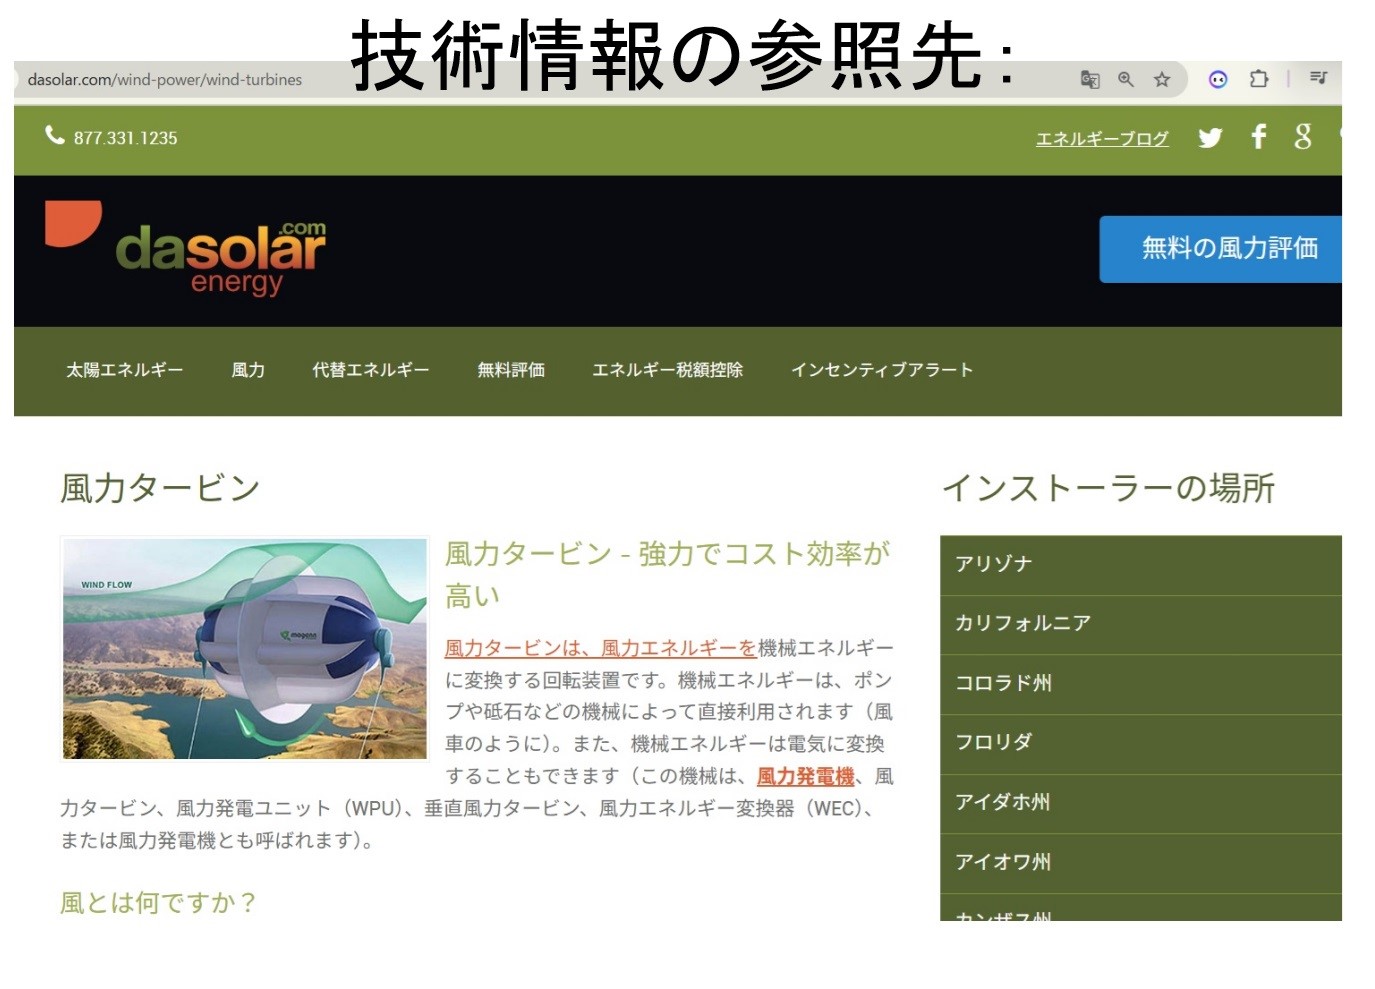 技術情報の参照先:
dasolar.com/wind-power/wind-turbines
877.331.1235
エネルギーブログ
dasolar.com
energy
無料の風力評価
太陽エネルギー 風力 代替エネルギー 無料評価 エネルギー税額控除 インセンティブアラート
風力タービン
WIND FLOW
magenn
風力タービン - 強力でコスト効率が
高い
風力タービンは、風力エネルギーを機械エネルギー
に変換する回転装置です。機械エネルギーは、ポン
プや砥石などの機械によって直接利用されます（風
車のように）。また、機械エネルギーは電気に変換
することもできます（この機械は、風力発電機、風
力タービン、風力発電ユニット（WPU）、垂直風力タービン、風力エネルギー変換器（WEC）、
または風力発電機とも呼ばれます）。
風とは何ですか？
インストーラーの場所
アリゾナ
カリフォルニア
コロラド州
フロリダ
アイダホ州
アイオワ州
カンザス州